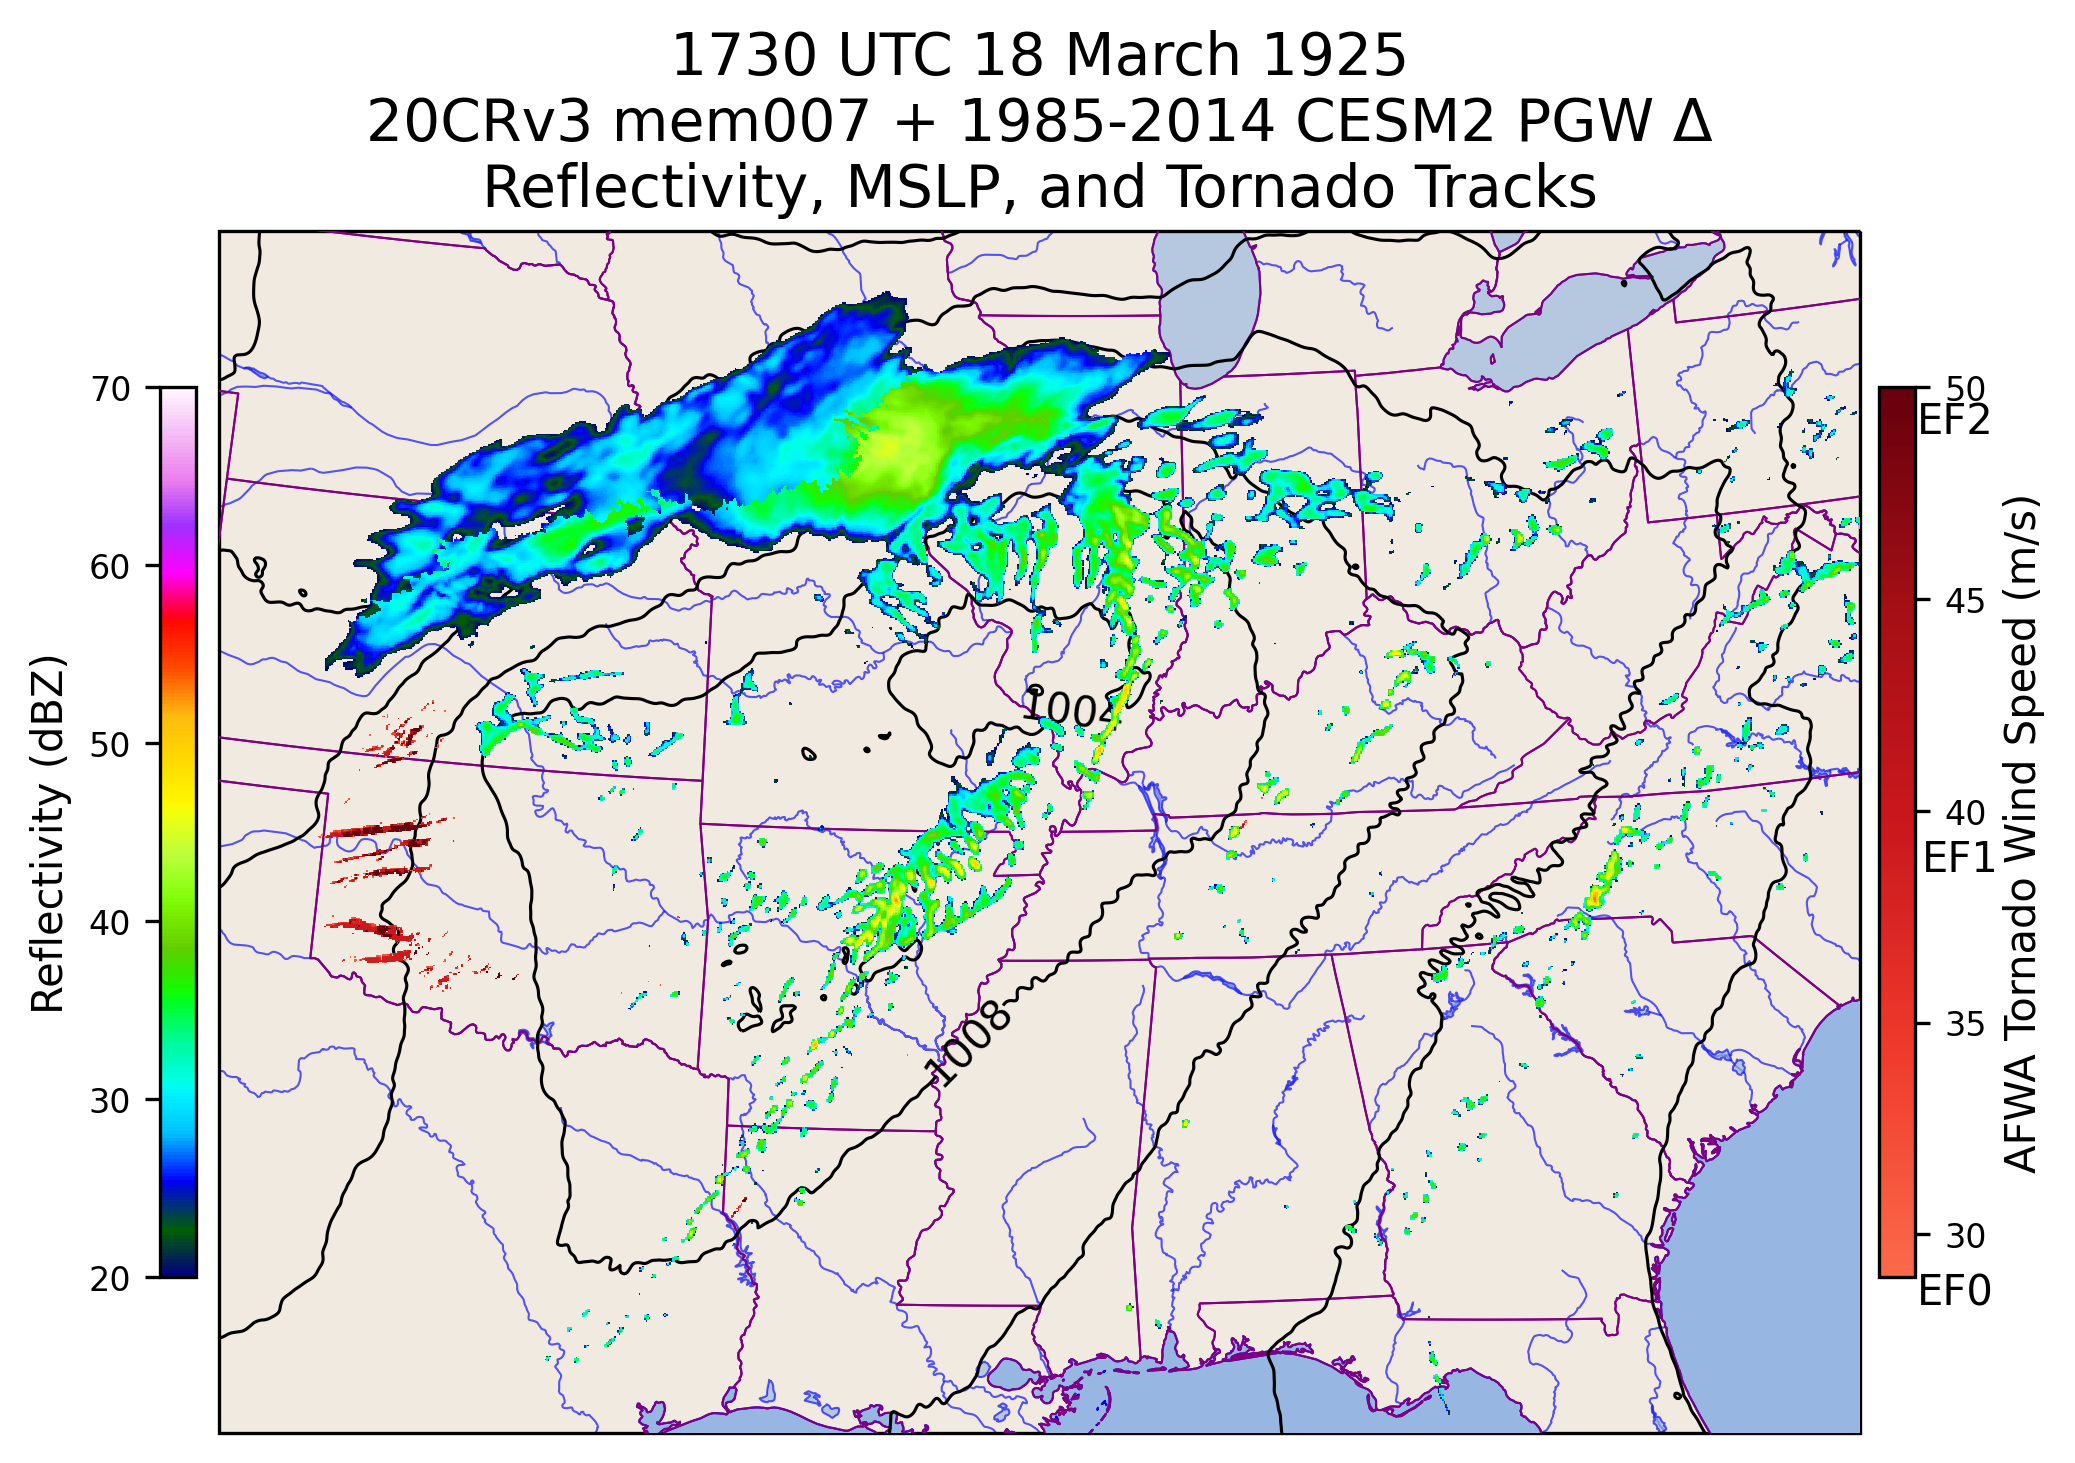 1730 UTC 18 March 1925
20CRv3 mem007 + 1985-2014 CESM2 PGW Δ
Reflectivity, MSLP, and Tornado Tracks
Reflectivity (dBZ)
70
60
50
40
30
20
1004
1008
50
EF2
45
40
EF1
35
30
EF0
AFWA Tornado Wind Speed (m/s)